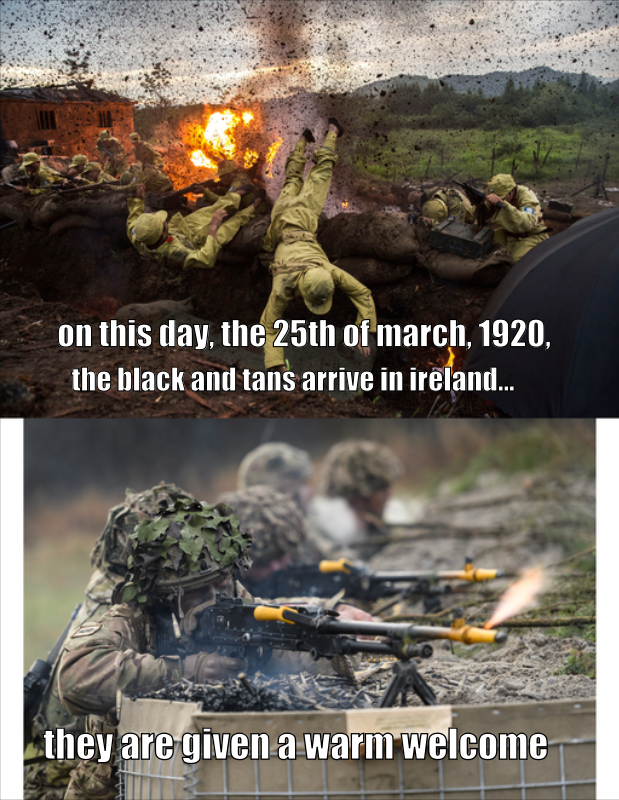 on this day, the 25th of march, 1920,
the black and tans arrive in ireland...
they are given a warm welcome